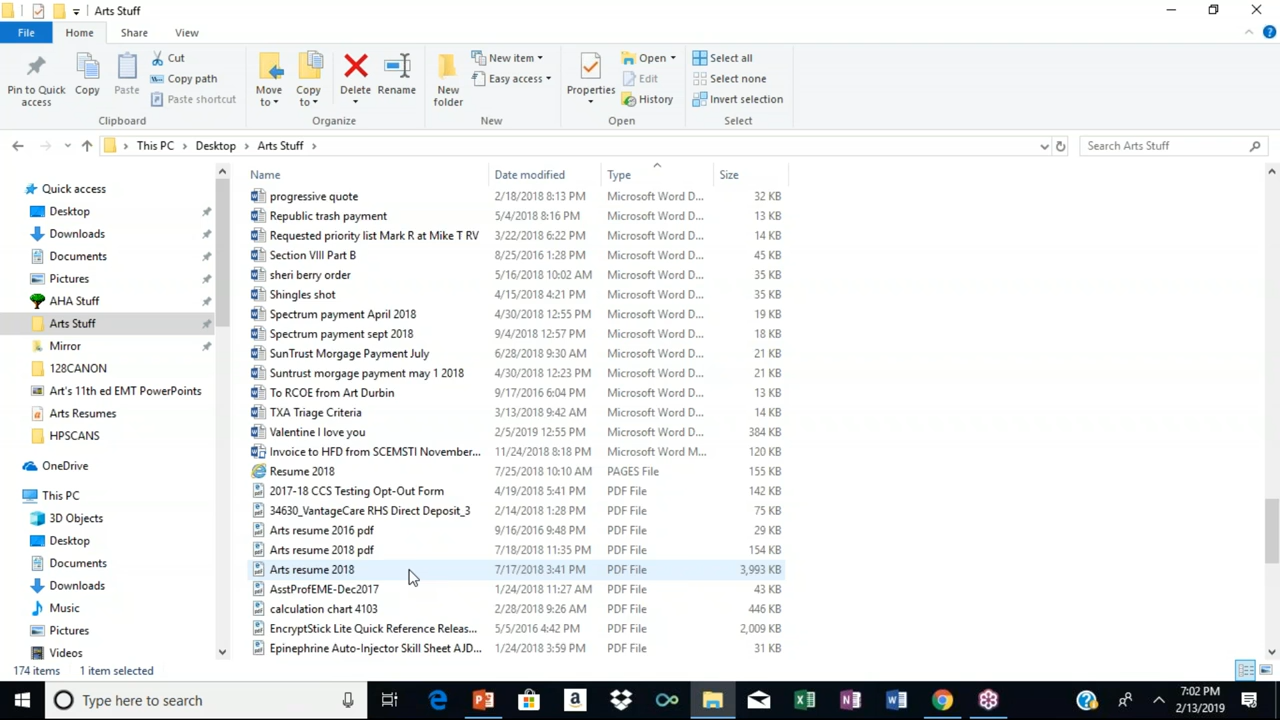 Arts Stuff
File Home Share View
Pin to Quick access
Copy
Paste
Cut
Copy path
Paste shortcut
Clipboard
Move to
Copy to
Delete
Rename
Organize
New folder
New item
Easy access
New
Properties
Open
Edit
History
Open
Select all
Select none
Invert selection
Select
This PC > Desktop > Arts Stuff >
Search Arts Stuff
Quick access
Desktop
Downloads
Documents
Pictures
AHA Stuff
Arts Stuff
Mirror
128CANON
Art's 11th ed EMT PowerPoints
Arts Resumes
HPSCANS
OneDrive
This PC
3D Objects
Desktop
Documents
Downloads
Music
Pictures
Videos
Name Date modified Type Size
progressive quote 2/18/2018 8:13 PM Microsoft Word D... 32 KB
Republic trash payment 5/4/2018 8:16 PM Microsoft Word D... 13 KB
Requested priority list Mark R at Mike T RV 3/22/2018 6:22 PM Microsoft Word D... 14 KB
Section VIII Part B 8/25/2016 1:28 PM Microsoft Word D... 45 KB
sheri berry order 5/16/2018 10:02 AM Microsoft Word D... 35 KB
Shingles shot 4/15/2018 4:21 PM Microsoft Word D... 35 KB
Spectrum payment April 2018 4/30/2018 12:55 PM Microsoft Word D... 19 KB
Spectrum payment sept 2018 9/4/2018 12:57 PM Microsoft Word D... 18 KB
SunTrust Morgage Payment July 6/28/2018 9:30 AM Microsoft Word D... 21 KB
Suntrust morgage payment may 1 2018 4/30/2018 12:23 PM Microsoft Word D... 21 KB
To RCOE from Art Durbin 9/17/2016 6:04 PM Microsoft Word D... 13 KB
TXA Triage Criteria 3/13/2018 9:42 AM Microsoft Word D... 14 KB
Valentine I love you 2/5/2019 12:55 PM Microsoft Word D... 384 KB
Invoice to HFD from SCEMSTI November... 11/24/2018 8:18 PM Microsoft Word M... 120 KB
Resume 2018 7/25/2018 10:10 AM PAGES File 155 KB
2017-18 CCS Testing Opt-Out Form 4/19/2018 5:41 PM PDF File 142 KB
34630_VantageCare RHS Direct Deposit_3 2/14/2018 1:28 PM PDF File 75 KB
Arts resume 2016 pdf 9/16/2016 9:48 PM PDF File 29 KB
Arts resume 2018 pdf 7/18/2018 11:35 PM PDF File 154 KB
Arts resume 2018 7/17/2018 3:41 PM PDF File 3,993 KB
AsstProfEME-Dec2017 1/24/2018 11:27 AM PDF File 43 KB
calculation chart 4103 2/28/2018 9:26 AM PDF File 446 KB
EncryptStick Lite Quick Reference Releas... 5/5/2016 4:42 PM PDF File 2,009 KB
Epinephrine Auto-Injector Skill Sheet AJD... 1/24/2018 3:59 PM PDF File 31 KB
174 items 1 item selected
Type here to search
7:02 PM
2/13/2019